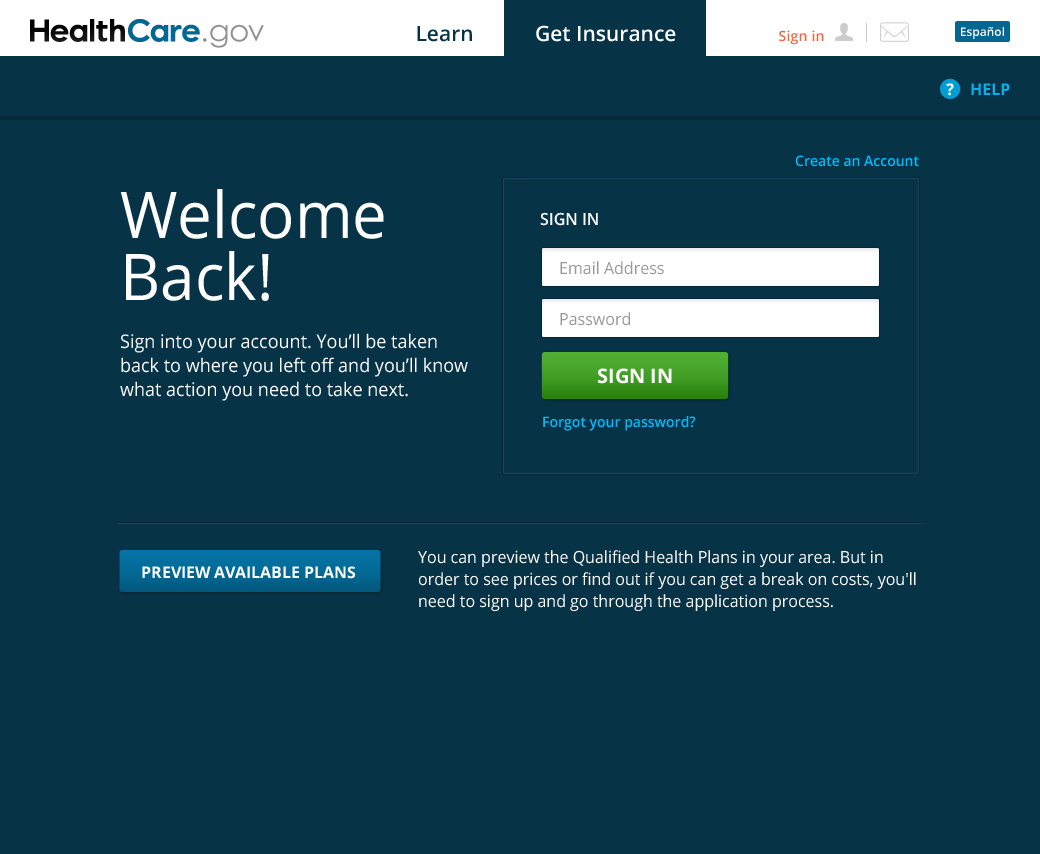 HealthCare.gov
Learn
Get Insurance
Sign in
Español
? HELP
Create an Account
Welcome
Back!
Sign into your account. You’ll be taken
back to where you left off and you’ll know
what action you need to take next.
SIGN IN
Email Address
Password
SIGN IN
Forgot your password?
PREVIEW AVAILABLE PLANS
You can preview the Qualified Health Plans in your area. But in
order to see prices or find out if you can get a break on costs, you'll
need to sign up and go through the application process.